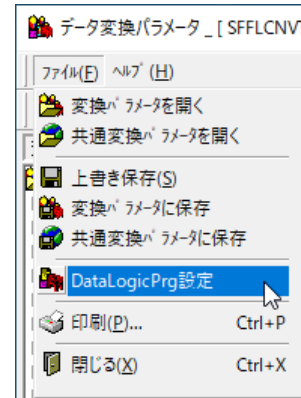 データ変換パラメータ _ [ SFFLCNV
ﾌｧｲﾙ(F) ﾍﾙﾌﾟ(H)
変換ﾊﾟﾗﾒｰﾀを開く
共通変換ﾊﾟﾗﾒｰﾀを開く
上書き保存(S)
変換ﾊﾟﾗﾒｰﾀに保存
共通変換ﾊﾟﾗﾒｰﾀに保存
DataLogicPrg設定
印刷(P)... Ctrl+P
閉じる(X) Ctrl+X